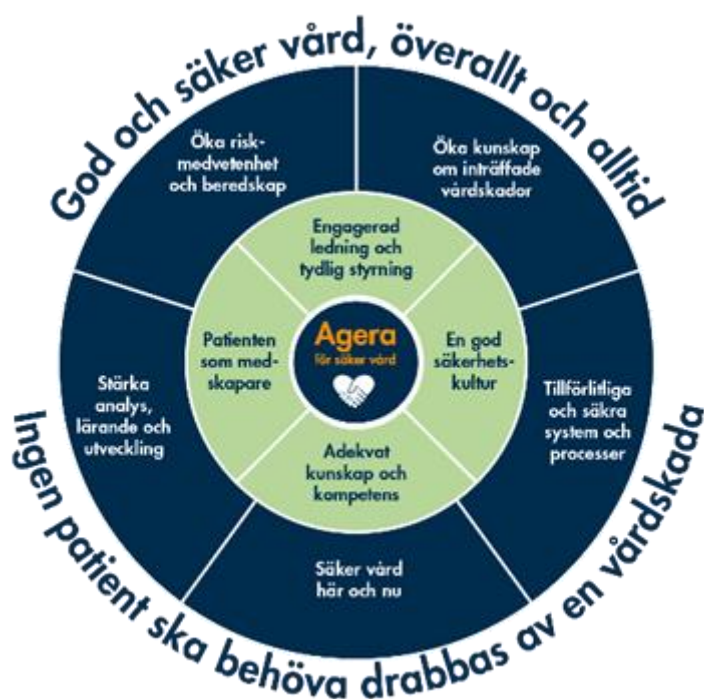 God och säker vård, överallt och alltid
Öka risk-
medvetenhet
och beredskap
Öka kunskap
om inträffade
vårdskador
Engagerad
ledning och
tydlig styrning
Patienten
som med-
skapare
Agera
för säker vård
En god
säkerhets-
kultur
Stärka
analys,
lärande och
utveckling
Tillförlitliga
och säkra
system och
processer
Adekvat
kunskap och
kompetens
Säker vård
här och nu
Ingen patient ska behöva drabbas av en vårdskada